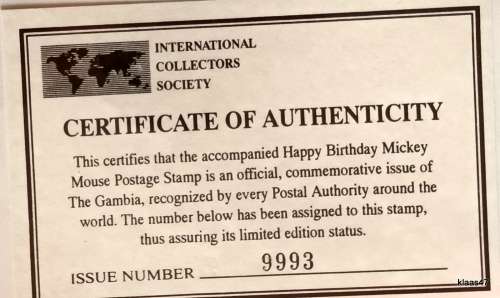 INTERNATIONAL
COLLECTORS
SOCIETY
CERTIFICATE OF AUTHENTICITY
This certifies that the accompanied Happy Birthday Mickey
Mouse Postage Stamp is an official, commemorative issue of
The Gambia, recognized by every Postal Authority around the
world. The number below has been assigned to this stamp,
thus assuring its limited edition status.
ISSUE NUMBER 9993
klaas47